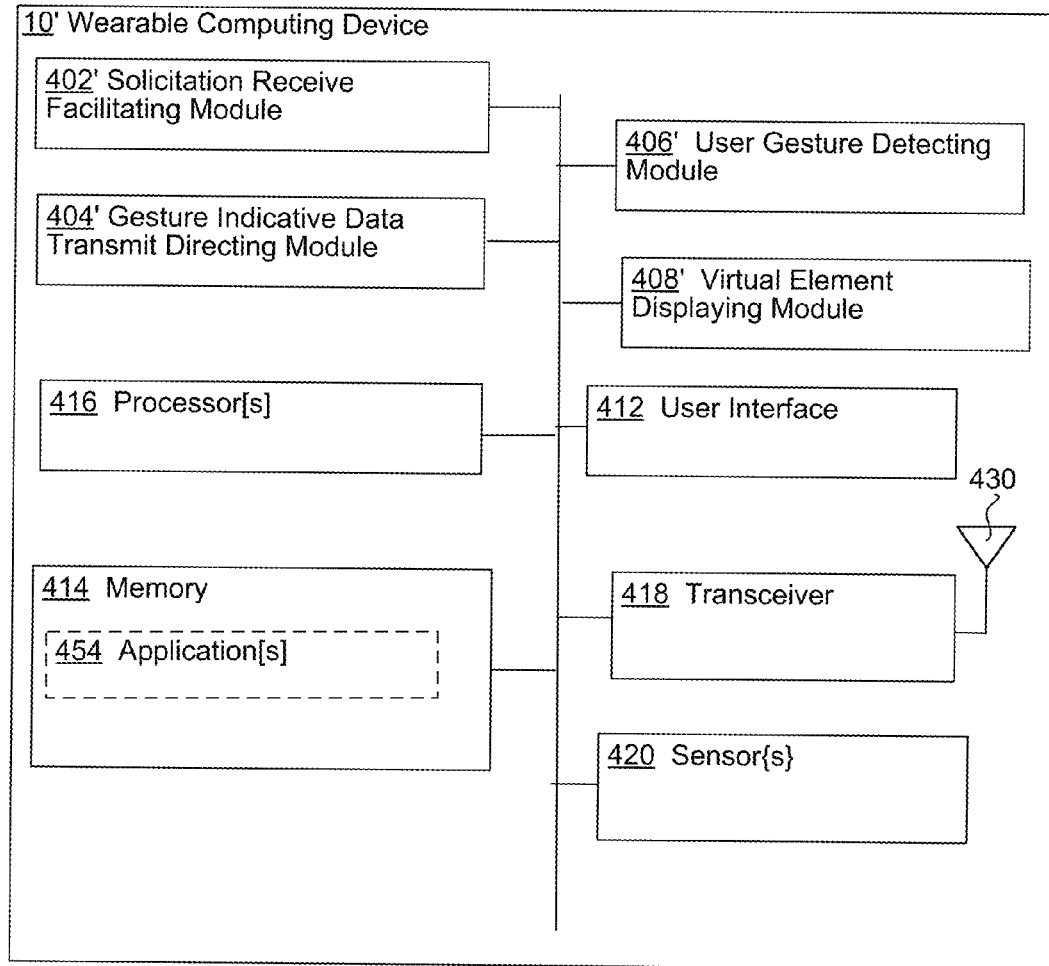 10' Wearable Computing Device
402' Solicitation Receive
Facilitating Module
406' User Gesture Detecting
Module
404' Gesture Indicative Data
Transmit Directing Module
408' Virtual Element
Displaying Module
416 Processor[s]
412 User Interface
430
414 Memory
418 Transceiver
454 Application[s]
420 Sensor{s}